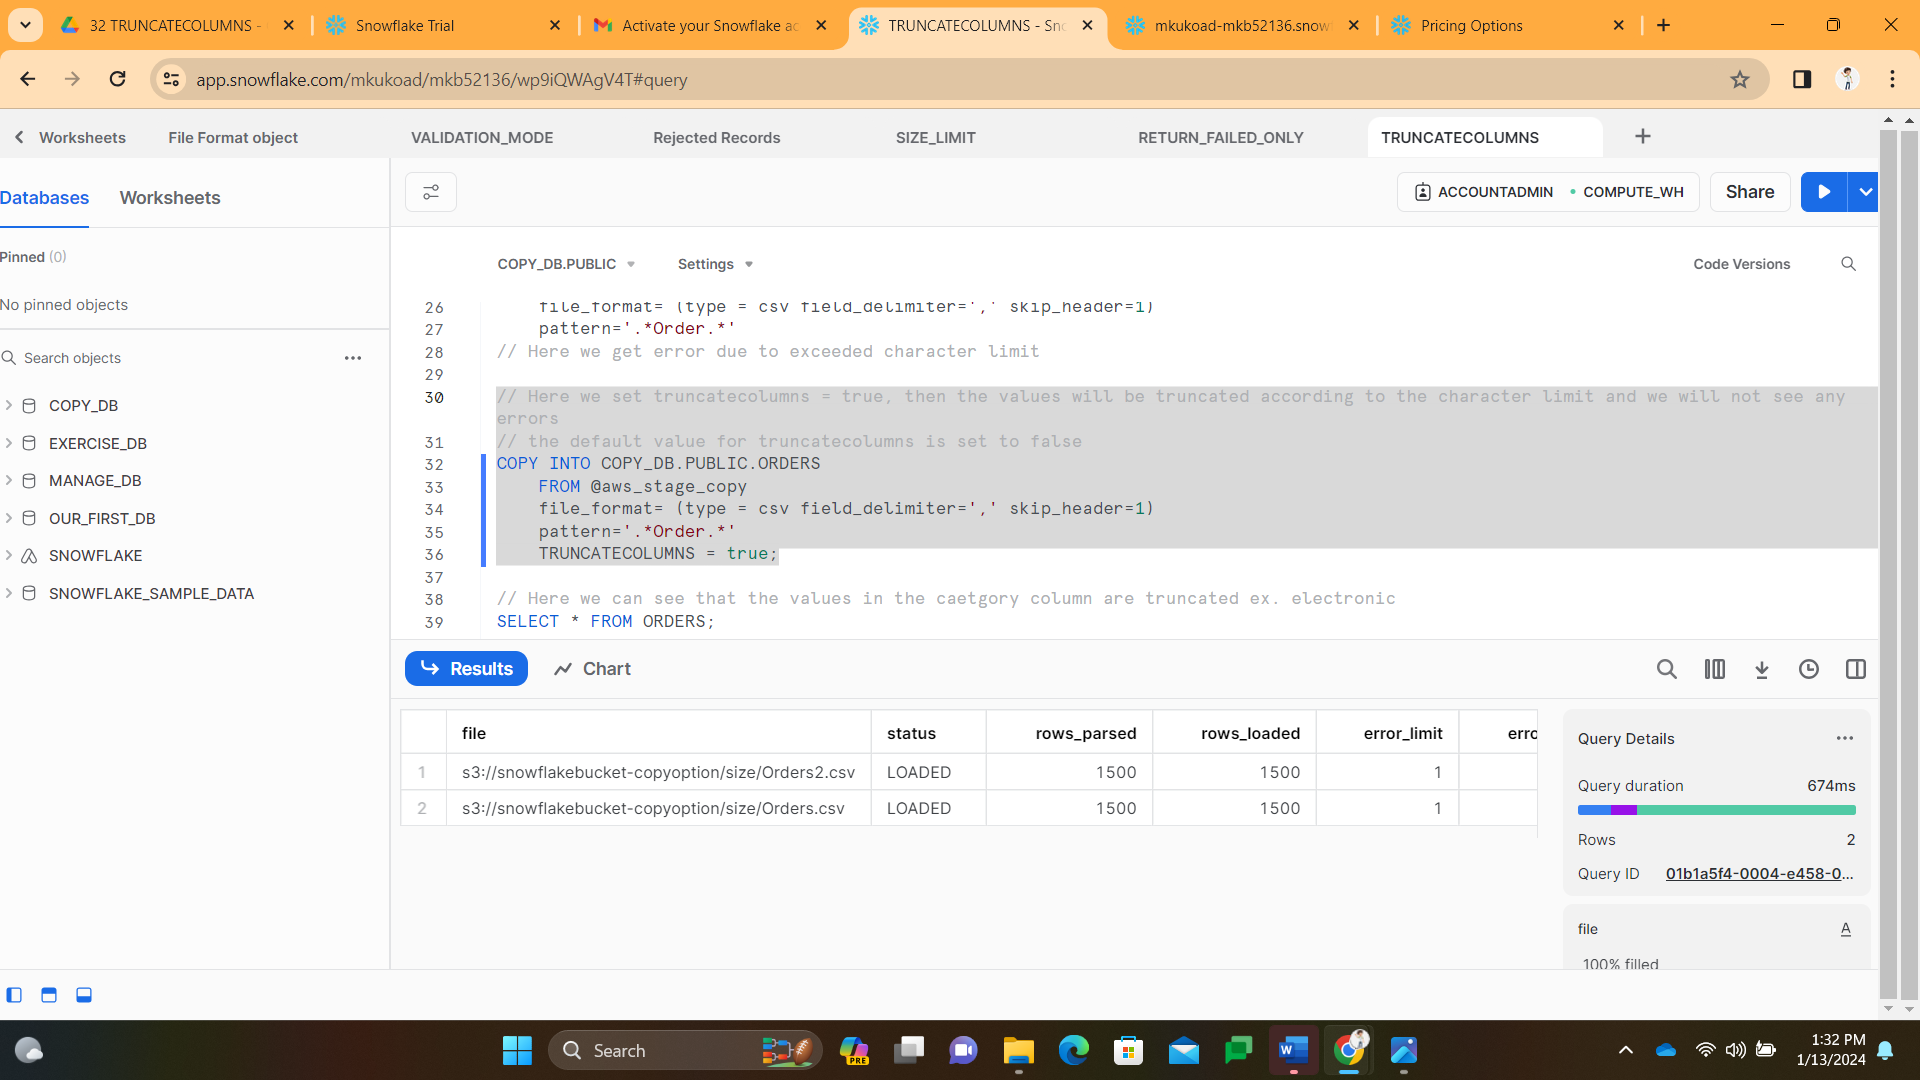 32 TRUNCATECOLUMNS -
Snowflake Trial
Activate your Snowflake ac
TRUNCATECOLUMNS - Sno
mkukoad-mkb52136.snowf
Pricing Options
app.snowflake.com/mkukoad/mkb52136/wp9iQWAgV4T#query
Worksheets
File Format object
VALIDATION_MODE
Rejected Records
SIZE_LIMIT
RETURN_FAILED_ONLY
TRUNCATECOLUMNS
Databases
Worksheets
ACCOUNTADMIN
COMPUTE_WH
Share
Pinned (0)
No pinned objects
Search objects
COPY_DB
EXERCISE_DB
MANAGE_DB
OUR_FIRST_DB
SNOWFLAKE
SNOWFLAKE_SAMPLE_DATA
COPY_DB.PUBLIC
Settings
Code Versions
26 file_format= (type = csv field_delimiter=',' skip_header=1)
27 pattern='.*Order.*'
28 // Here we get error due to exceeded character limit
29
30 // Here we set truncatecolumns = true, then the values will be truncated according to the character limit and we will not see any
errors
31 // the default value for truncatecolumns is set to false
32 COPY INTO COPY_DB.PUBLIC.ORDERS
33 FROM @aws_stage_copy
34 file_format= (type = csv field_delimiter=',' skip_header=1)
35 pattern='.*Order.*'
36 TRUNCATECOLUMNS = true;
37
38 // Here we can see that the values in the caetgory column are truncated ex. electronic
39 SELECT * FROM ORDERS;
Results
Chart
file status rows_parsed rows_loaded error_limit erro
1 s3://snowflakebucket-copyoption/size/Orders2.csv LOADED 1500 1500 1
2 s3://snowflakebucket-copyoption/size/Orders.csv LOADED 1500 1500 1
Query Details
Query duration 674ms
Rows 2
Query ID 01b1a5f4-0004-e458-0...
file A
100% filled
Search
PRE
W
1:32 PM
1/13/2024